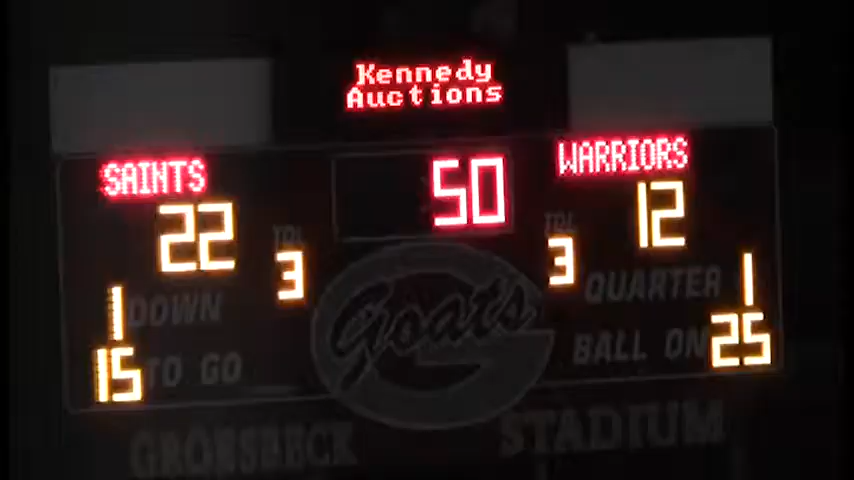 Kennedy
Auctions
SAINTS
50
WARRIORS
22
12
TOL
3
TOL
3
1 DOWN
QUARTER 1
15 TO GO
BALL ON 25
Goats
GROESBECK STADIUM